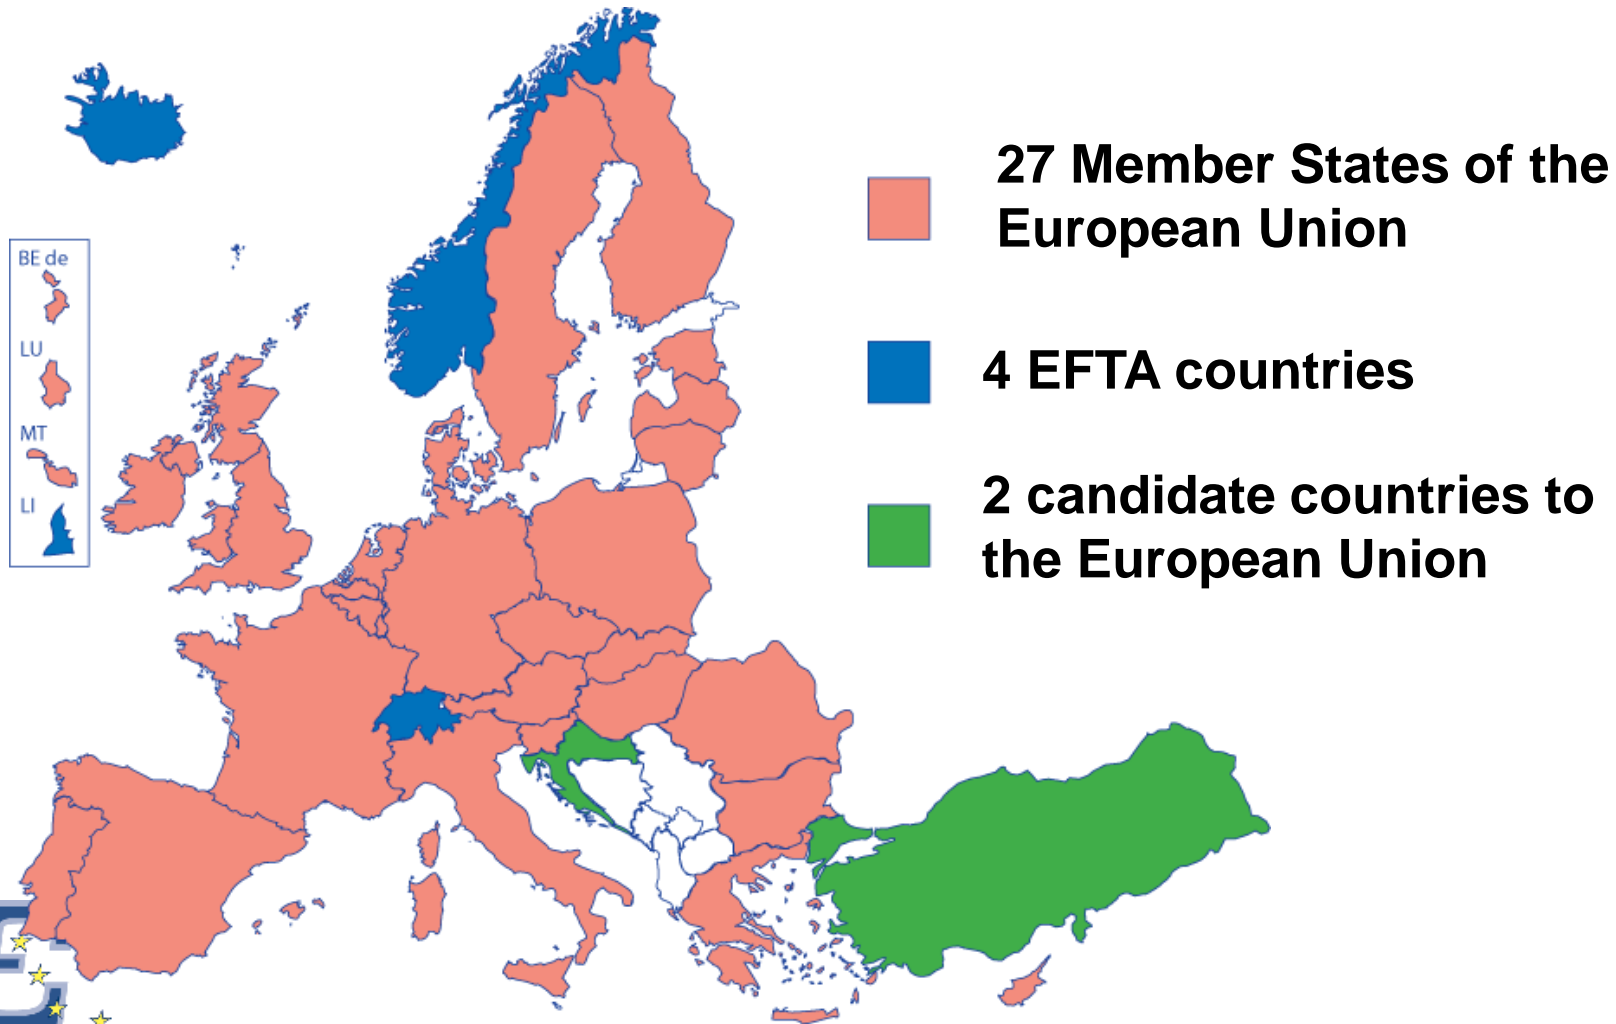 27 Member States of the
European Union
4 EFTA countries
2 candidate countries to
the European Union
BE de
LU
MT
LI